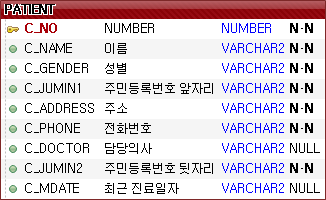 PATIENT
C_NO NUMBER NUMBER N-N
C_NAME 이름 VARCHAR2 N-N
C_GENDER 성별 VARCHAR2 N-N
C_JUMIN1 주민등록번호 앞자리 VARCHAR2 N-N
C_ADDRESS 주소 VARCHAR2 N-N
C_PHONE 전화번호 VARCHAR2 N-N
C_DOCTOR 담당의사 VARCHAR2 NULL
C_JUMIN2 주민등록번호 뒷자리 VARCHAR2 N-N
C_MDATE 최근 진료일자 VARCHAR2 NULL